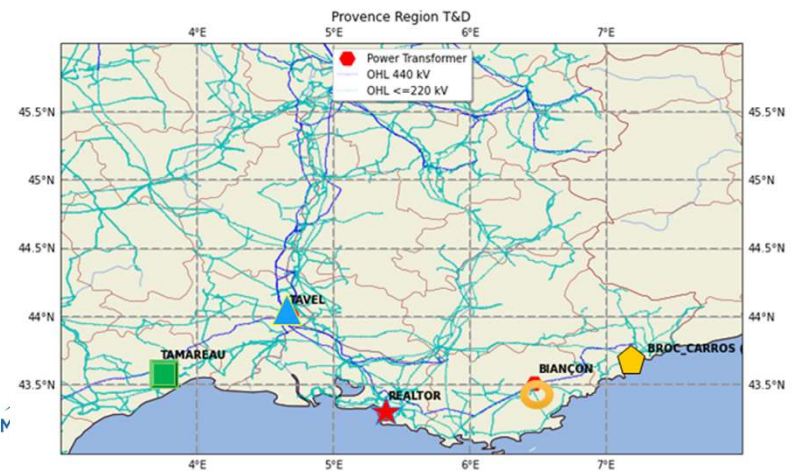 Provence Region T&D
4°E 5°E 6°E 7°E
Power Transformer
OHL 440 kV
OHL <=220 kV
45.5°N 45.5°N
45°N 45°N
44.5°N 44.5°N
TAVEL
44°N 44°N
BROC_CARROS (
TAMAREAU
BIANÇON
43.5°N 43.5°N
REALTOR
M
4°E 5°E 6°E 7°E